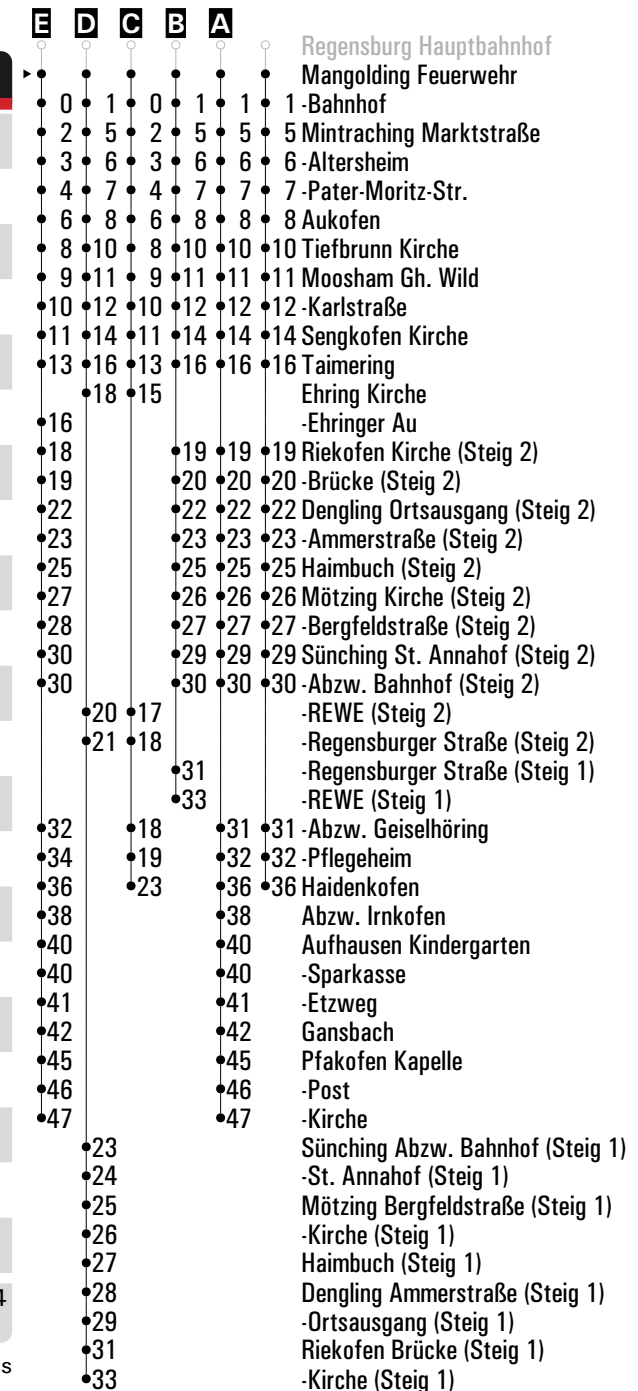 E D C B A
Regensburg Hauptbahnhof
Mangolding Feuerwehr
0 1 0 1 1 1 -Bahnhof
2 5 2 5 5 5 Mintraching Marktstraße
3 6 3 6 6 6 -Altersheim
4 7 4 7 7 7 -Pater-Moritz-Str.
6 8 6 8 8 8 Aukofen
8 10 8 10 10 10 Tiefbrunn Kirche
9 11 9 11 11 11 Moosham Gh. Wild
10 12 10 12 12 12 -Karlstraße
11 14 11 14 14 14 Sengkofen Kirche
13 16 13 16 16 16 Taimering
18 15 Ehring Kirche
16 -Ehringer Au
18 19 19 19 Riekofen Kirche (Steig 2)
19 20 20 20 -Brücke (Steig 2)
22 22 22 22 Dengling Ortsausgang (Steig 2)
23 23 23 23 -Ammerstraße (Steig 2)
25 25 25 25 Haimbuch (Steig 2)
27 26 26 26 Mötzing Kirche (Steig 2)
28 27 27 27 -Bergfeldstraße (Steig 2)
30 29 29 29 Sünching St. Annahof (Steig 2)
30 30 30 30 -Abzw. Bahnhof (Steig 2)
20 17 -REWE (Steig 2)
21 18 -Regensburger Straße (Steig 2)
31 -Regensburger Straße (Steig 1)
33 -REWE (Steig 1)
32 18 31 31 -Abzw. Geiselhöring
34 19 32 32 -Pflegeheim
36 23 36 36 Haidenkofen
38 38 Abzw. Irnkofen
40 40 Aufhausen Kindergarten
40 40 -Sparkasse
41 41 -Etzweg
42 42 Gansbach
45 45 Pfakofen Kapelle
46 46 -Post
47 47 -Kirche
23 Sünching Abzw. Bahnhof (Steig 1)
24 -St. Annahof (Steig 1)
25 Mötzing Bergfeldstraße (Steig 1)
26 -Kirche (Steig 1)
27 Haimbuch (Steig 1)
4 28 Dengling Ammerstraße (Steig 1)
29 -Ortsausgang (Steig 1)
31 Riekofen Brücke (Steig 1)
s 33 -Kirche (Steig 1)